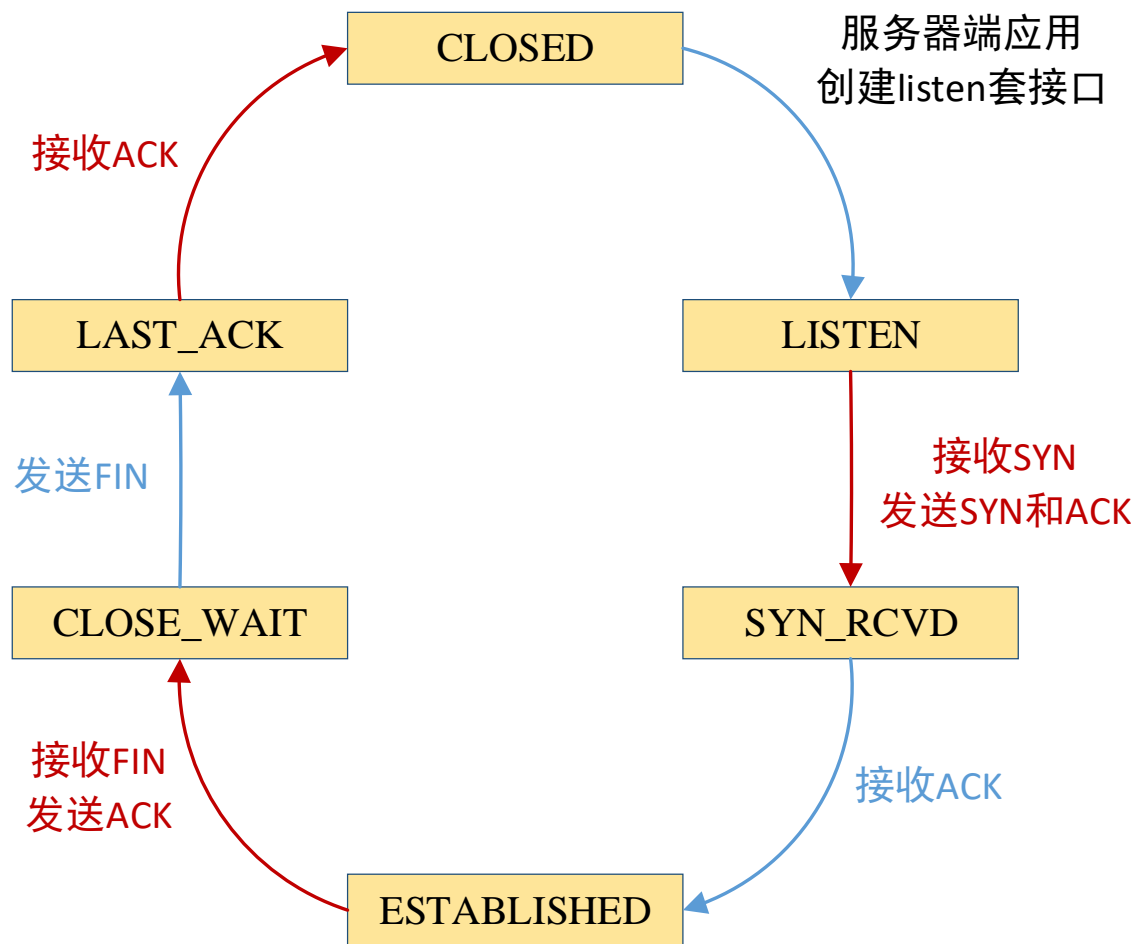 CLOSED
服务器端应用
创建listen套接口
接收ACK
LAST_ACK
LISTEN
发送FIN
接收SYN
发送SYN和ACK
CLOSE_WAIT
SYN_RCVD
接收FIN
发送ACK
接收ACK
ESTABLISHED